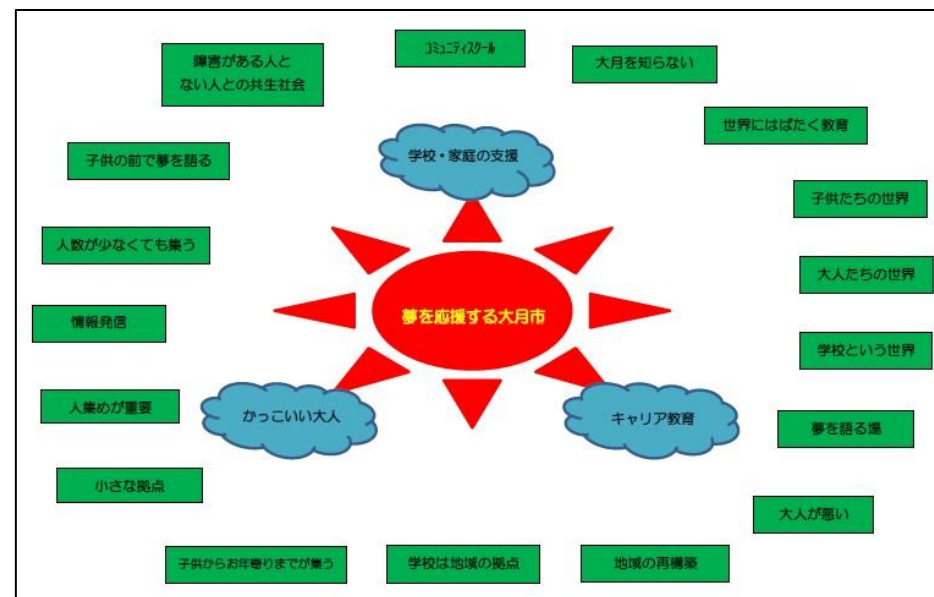 コミュニティスクール
障害がある人と
ない人との共生社会
大月を知らない
世界にはばたく教育
学校・家庭の支援
子供の前で夢を語る
子供たちの世界
人数が少なくても集う
大人たちの世界
夢を応援する大月市
情報発信
学校という世界
人集めが重要
かっこいい大人
キャリア教育
夢を語る場
小さな拠点
大人が悪い
子供からお年寄りまでが集う
学校は地域の拠点
地域の再構築